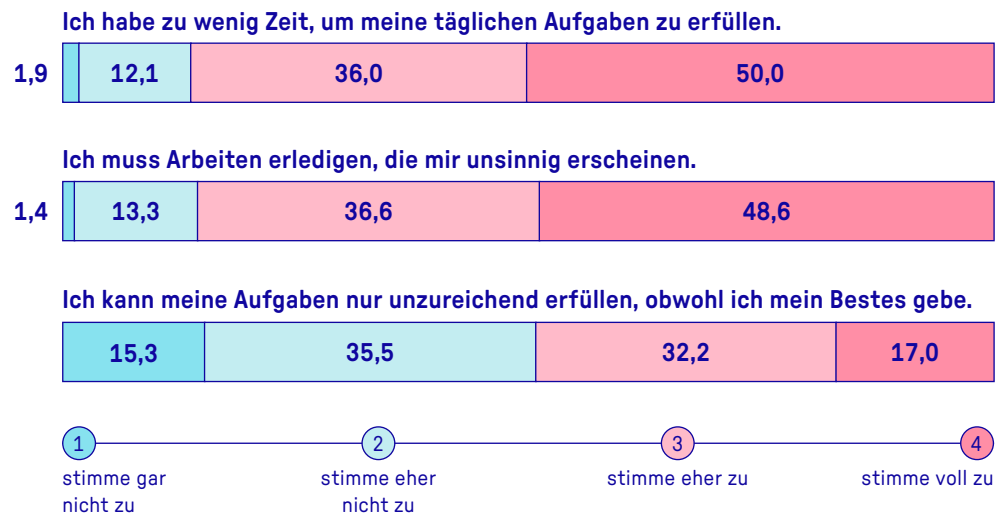 Ich habe zu wenig Zeit, um meine täglichen Aufgaben zu erfüllen.
1,9 12,1 36,0 50,0
Ich muss Arbeiten erledigen, die mir unsinnig erscheinen.
1,4 13,3 36,6 48,6
Ich kann meine Aufgaben nur unzureichend erfüllen, obwohl ich mein Bestes gebe.
15,3 35,5 32,2 17,0
1 2 3 4
stimme gar stimme eher stimme eher zu stimme voll zu
nicht zu nicht zu